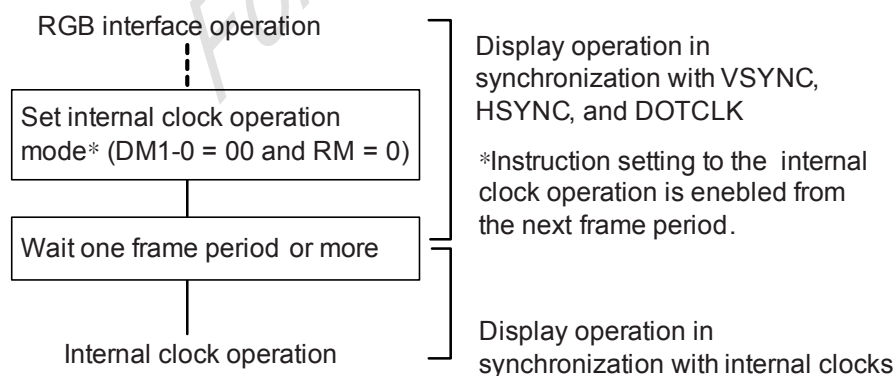 RGB interface operation
Set internal clock operation
mode* (DM1-0 = 00 and RM = 0)
Wait one frame period or more
Internal clock operation
Display operation in
synchronization with VSYNC,
HSYNC, and DOTCLK
*Instruction setting to the internal
clock operation is enebled from
the next frame period.
Display operation in
synchronization with internal clocks